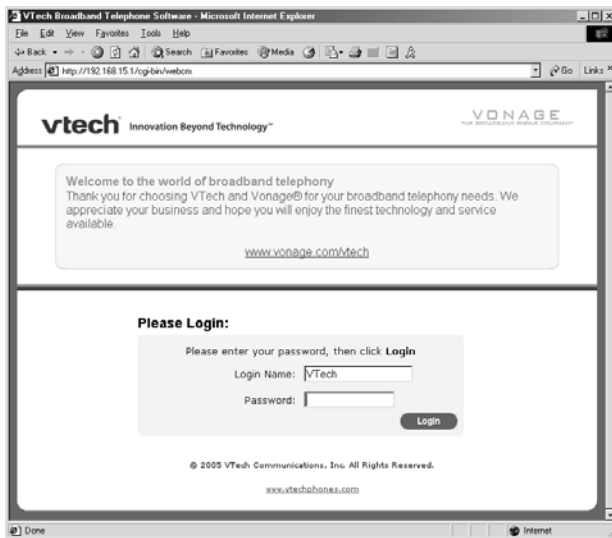 VTech Broadband Telephone Software - Microsoft Internet Explorer
File Edit View Favorites Tools Help
Back Search Favorites Media
Address http://192.168.15.1/cgi-bin/webcm Go Links »
vtech Innovation Beyond Technology™
VONAGE
THE BROADBAND PHONE COMPANY
Welcome to the world of broadband telephony
Thank you for choosing VTech and Vonage® for your broadband telephony needs. We
appreciate your business and hope you will enjoy the finest technology and service
available.
www.vonage.com/vtech
Please Login:
Please enter your password, then click Login
Login Name: VTech
Password:
Login
© 2005 VTech Communications, Inc. All Rights Reserved.
www.vtechphones.com
Done Internet